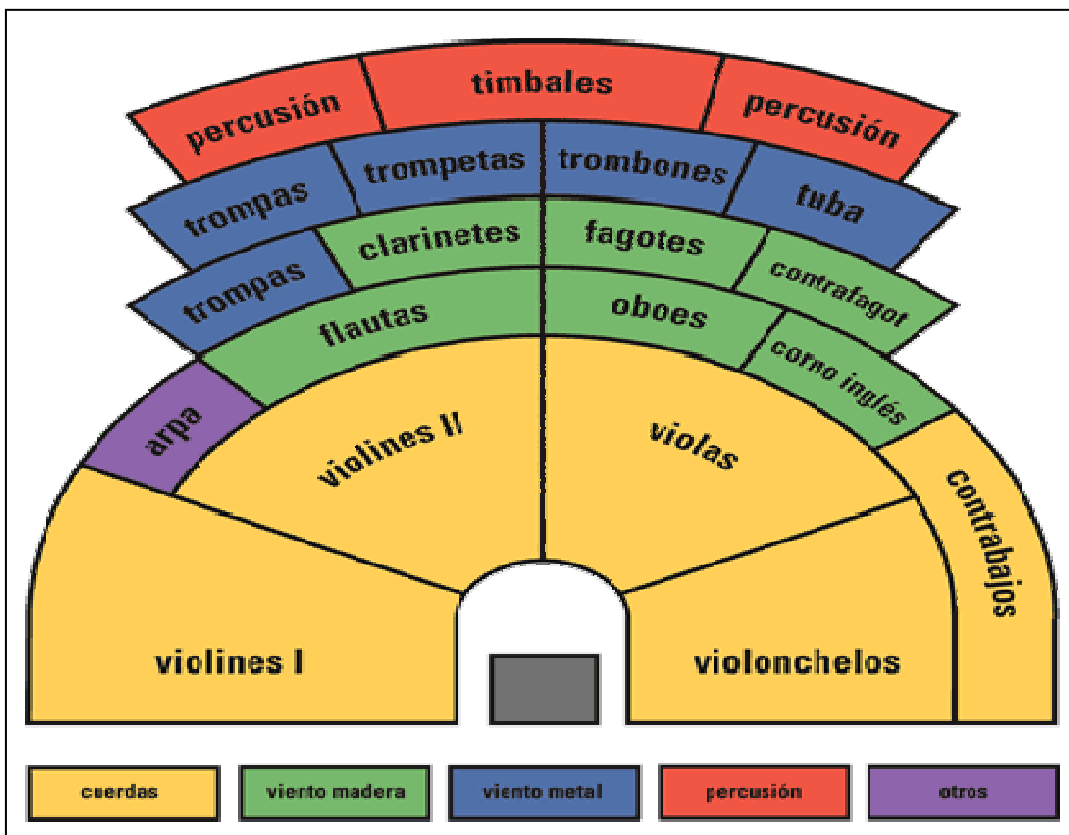 percusión
timbales
percusión
trompas
trompetas
trombones
tuba
trompas
clarinetes
fagotes
contrafagot
flautas
oboes
corno inglés
arpa
violines II
violas
contrabajos
violines I
violonchelos
cuerdas
viento madera
viento metal
percusión
otros